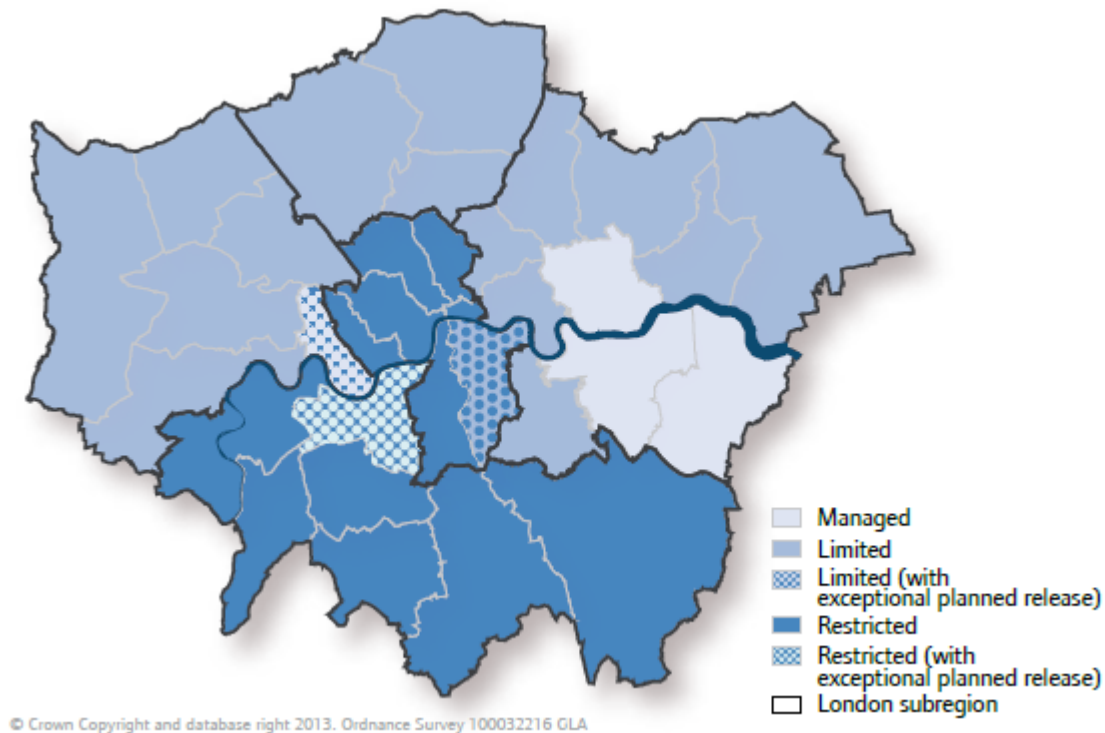 Managed
Limited
Limited (with
exceptional planned release)
Restricted
Restricted (with
exceptional planned release)
London subregion
© Crown Copyright and database right 2013. Ordnance Survey 100032216 GLA